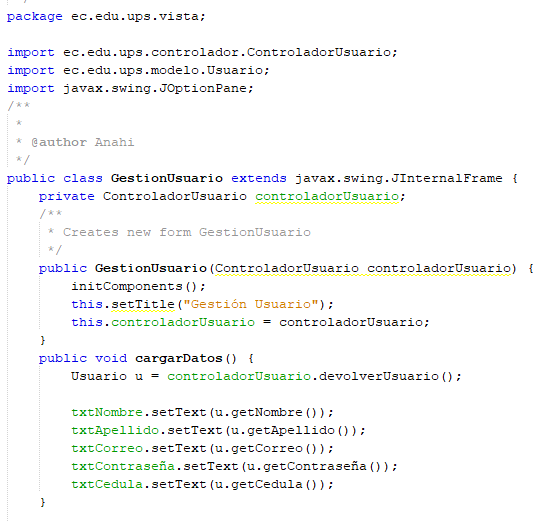 */
package ec.edu.ups.vista;
import ec.edu.ups.controlador.ControladorUsuario;
import ec.edu.ups.modelo.Usuario;
import javax.swing.JOptionPane;
/**
*
* @author Anahi
*/
public class GestionUsuario extends javax.swing.JInternalFrame {
private ControladorUsuario controladorUsuario;
/**
* Creates new form GestionUsuario
*/
public GestionUsuario(ControladorUsuario controladorUsuario) {
initComponents();
this.setTitle("Gestión Usuario");
this.controladorUsuario = controladorUsuario;
}
public void cargarDatos() {
Usuario u = controladorUsuario.devolverUsuario();
txtNombre.setText(u.getNombre());
txtApellido.setText(u.getApellido());
txtCorreo.setText(u.getCorreo());
txtContraseña.setText(u.getContraseña());
txtCedula.setText(u.getCedula());
}